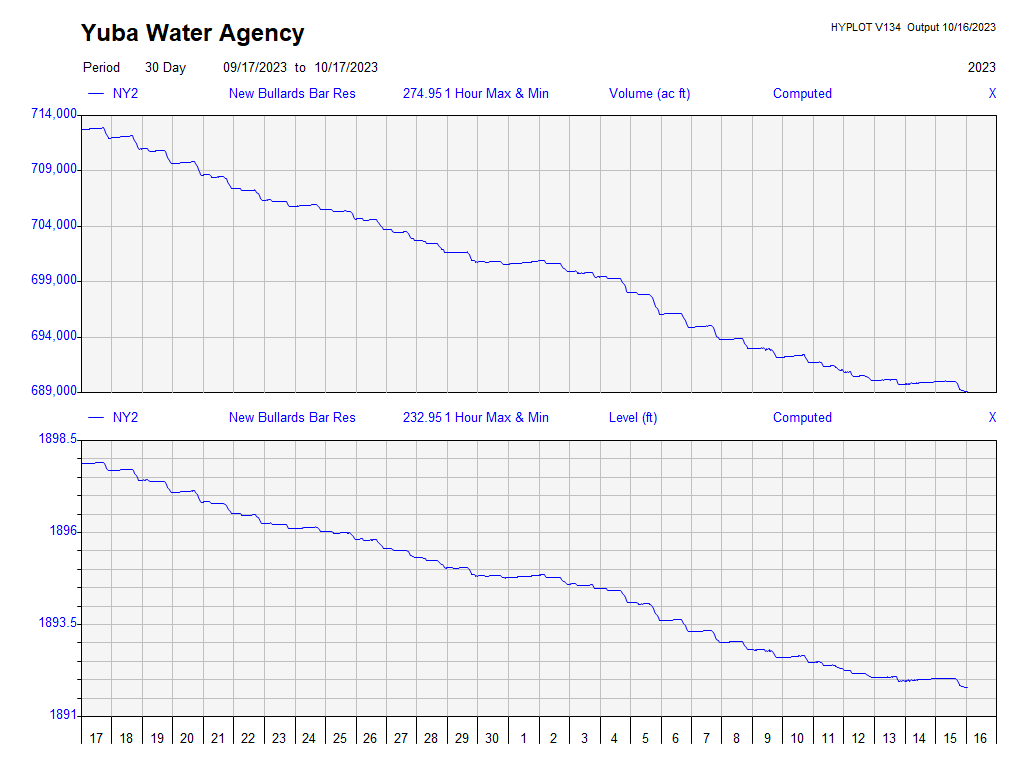 Yuba Water Agency
HYPLOT V134 Output 10/16/2023
Period 30 Day 09/17/2023 to 10/17/2023 2023
NY2 New Bullards Bar Res 274.95 1 Hour Max & Min Volume (ac ft) Computed X
714,000
709,000
704,000
699,000
694,000
689,000
NY2 New Bullards Bar Res 232.95 1 Hour Max & Min Level (ft) Computed X
1898.5
1896
1893.5
1891
17 18 19 20 21 22 23 24 25 26 27 28 29 30 1 2 3 4 5 6 7 8 9 10 11 12 13 14 15 16